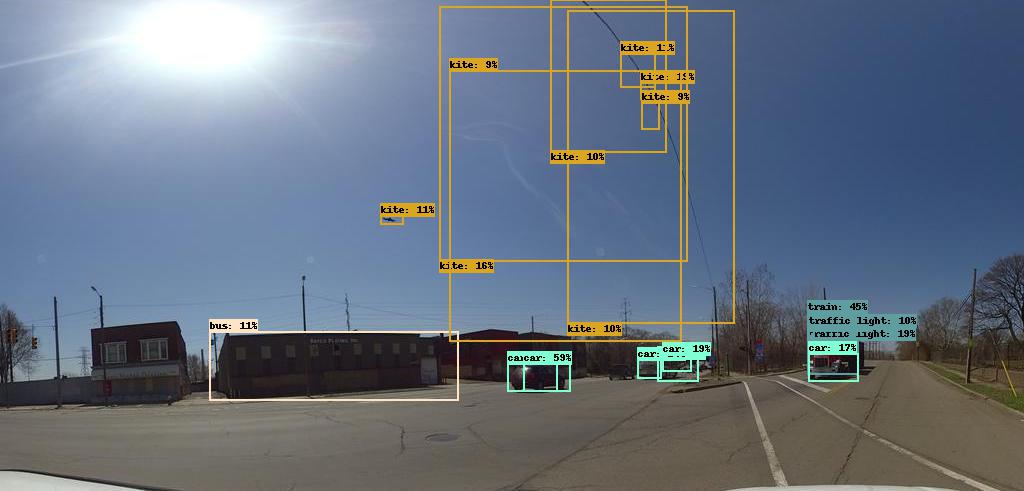 kite: 11%
kite: 9%
kite: 9%
kite: 10%
kite: 11%
kite: 16%
train: 45%
traffic light: 10%
traffic light: 19%
bus: 11%
kite: 10%
car: 59%
car: 19%
car: 17%